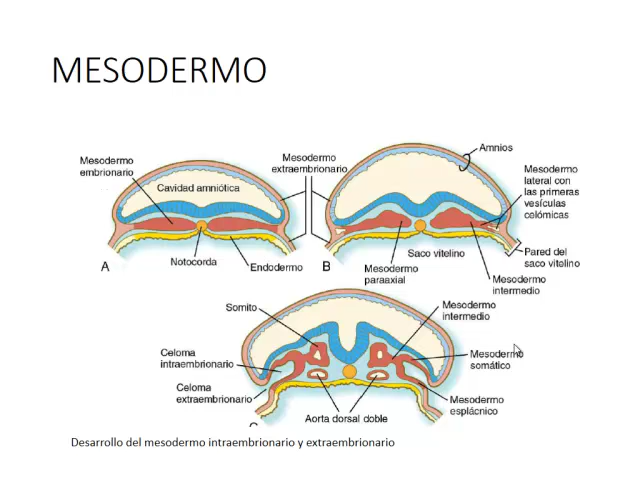 MESODERMO
Mesodermo
embrionario
Cavidad amniótica
Mesodermo
extraembrionario
Amnios
Mesodermo
lateral con
las primeras
vesículas
celómicas
A
Notocorda
Endodermo
B
Mesodermo
paraaxial
Saco vitelino
Pared del
saco vitelino
Mesodermo
intermedio
Somito
Mesodermo
intermedio
Celoma
intraembrionario
Mesodermo
somático
Celoma
extraembrionario
Mesodermo
esplácnico
C
Aorta dorsal doble
Desarrollo del mesodermo intraembrionario y extraembrionario